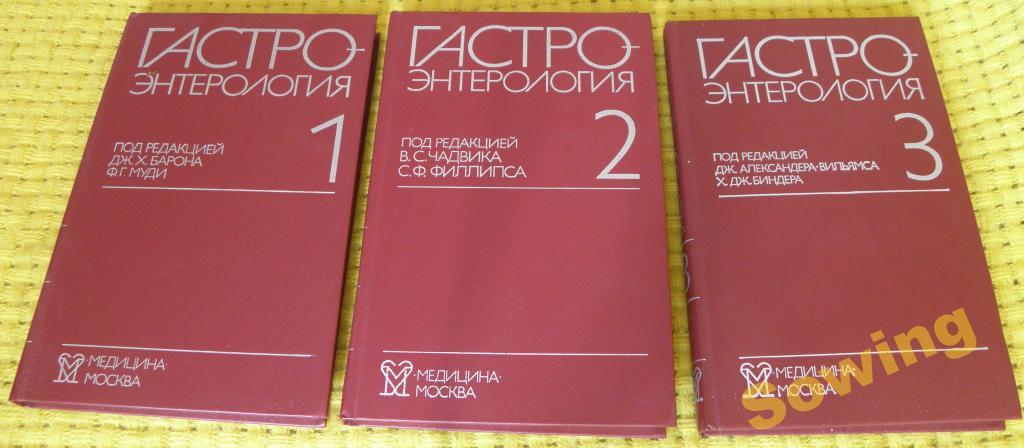 ГАСТРО-
ЭНТЕРОЛОГИЯ
1
ПОД РЕДАКЦИЕЙ
ДЖ. Х. БАРОНА
Ф. Г. МУДИ
·МЕДИЦИНА·
МОСКВА
ГАСТРО-
ЭНТЕРОЛОГИЯ
2
ПОД РЕДАКЦИЕЙ
В. С. ЧАДВИКА
С. Ф. ФИЛЛИПСА
·МЕДИЦИНА·
МОСКВА
ГАСТРО-
ЭНТЕРОЛОГИЯ
3
ПОД РЕДАКЦИЕЙ
ДЖ. АЛЕКСАНДЕРА-ВИЛЬЯМСА
Х. ДЖ. БИНДЕРА
·МЕДИЦИНА·
МОСКВА
Sowing